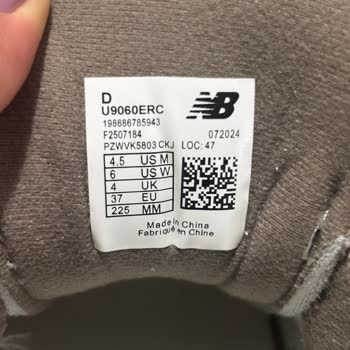 D
U9060ERC
198686785943
F2507184 072024
PZWVK5803 CKJ LOC: 47
NB
4.5 US M
6 US W
4 UK
37 EU
225 MM
Made in China
Fabriqué en Chine